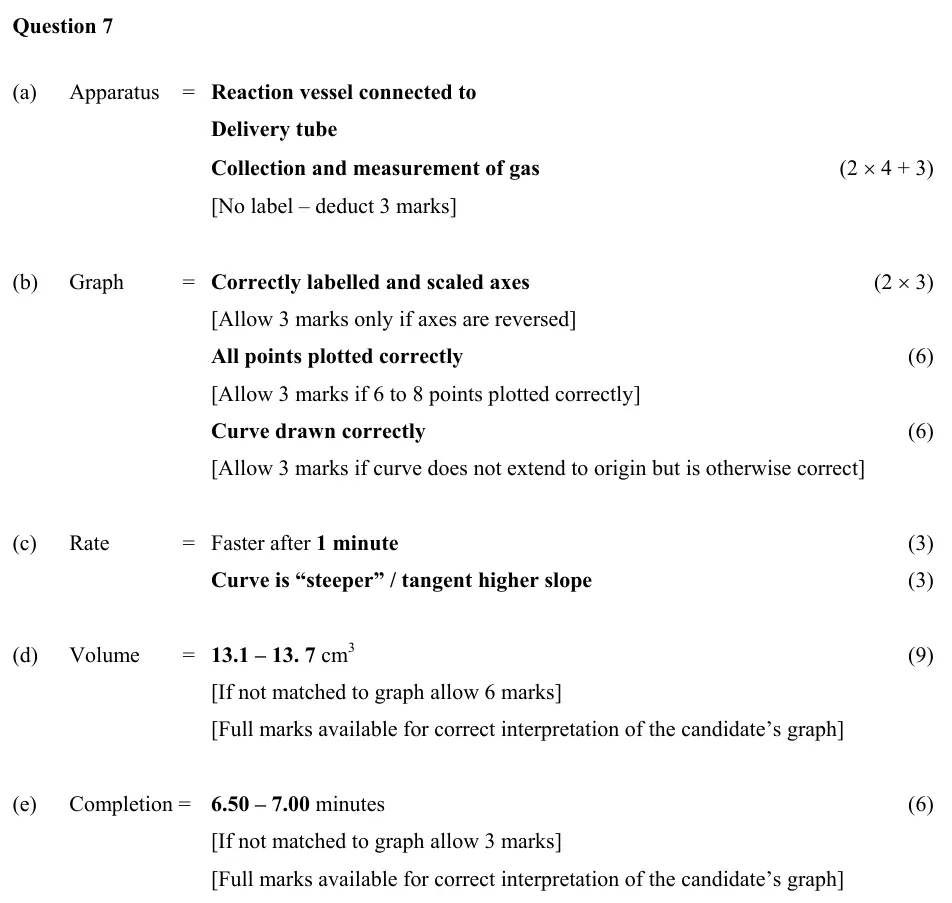 Question 7
(a) Apparatus = Reaction vessel connected to
Delivery tube
Collection and measurement of gas (2 × 4 + 3)
[No label – deduct 3 marks]
(b) Graph = Correctly labelled and scaled axes (2 × 3)
[Allow 3 marks only if axes are reversed]
All points plotted correctly (6)
[Allow 3 marks if 6 to 8 points plotted correctly]
Curve drawn correctly (6)
[Allow 3 marks if curve does not extend to origin but is otherwise correct]
(c) Rate = Faster after 1 minute (3)
Curve is “steeper” / tangent higher slope (3)
(d) Volume = 13.1 – 13. 7 cm³ (9)
[If not matched to graph allow 6 marks]
[Full marks available for correct interpretation of the candidate’s graph]
(e) Completion = 6.50 – 7.00 minutes (6)
[If not matched to graph allow 3 marks]
[Full marks available for correct interpretation of the candidate’s graph]